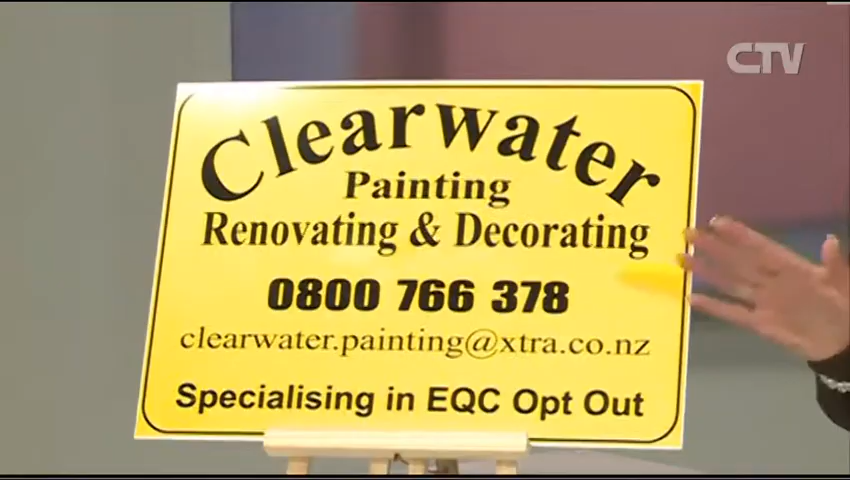 CTV
Clearwater
Painting
Renovating & Decorating
0800 766 378
clearwater.painting@xtra.co.nz
Specialising in EQC Opt Out